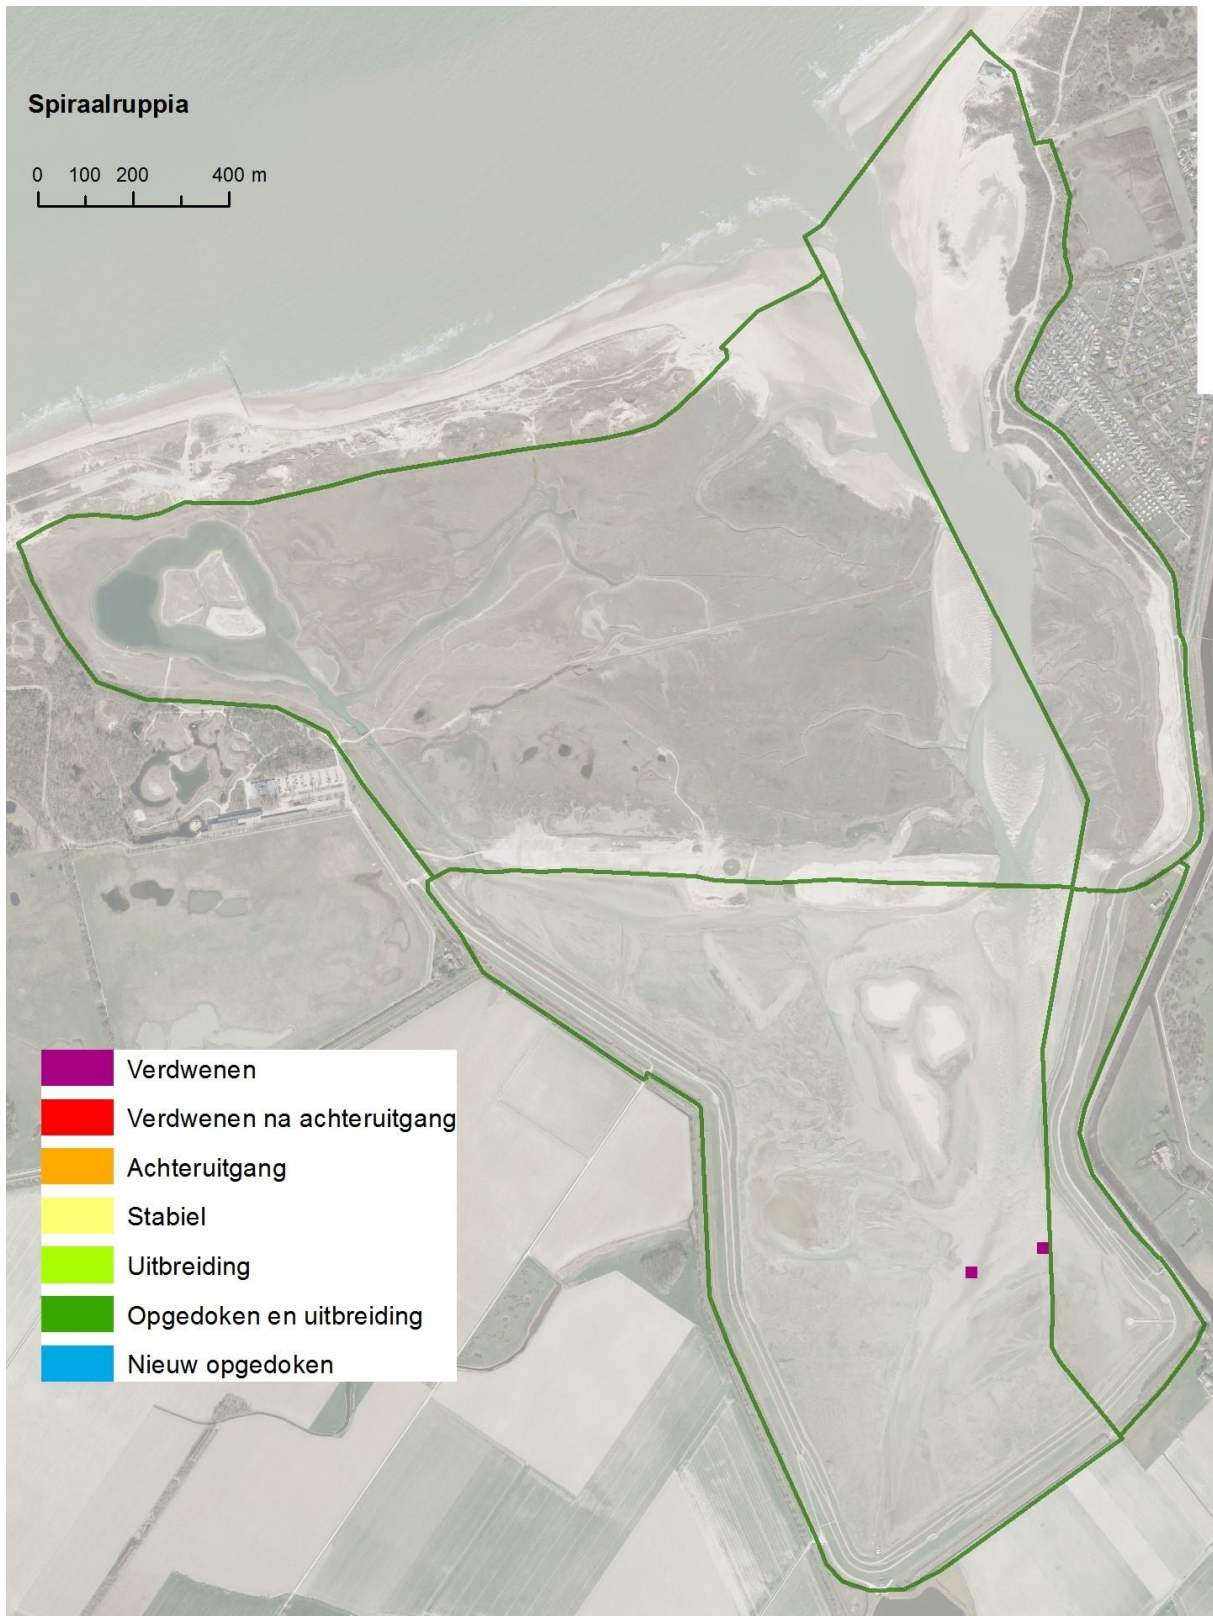 Spiraalruppia
0 100 200 400 m
Verdwenen
Verdwenen na achteruitgang
Achteruitgang
Stabiel
Uitbreiding
Opgedoken en uitbreiding
Nieuw opgedoken